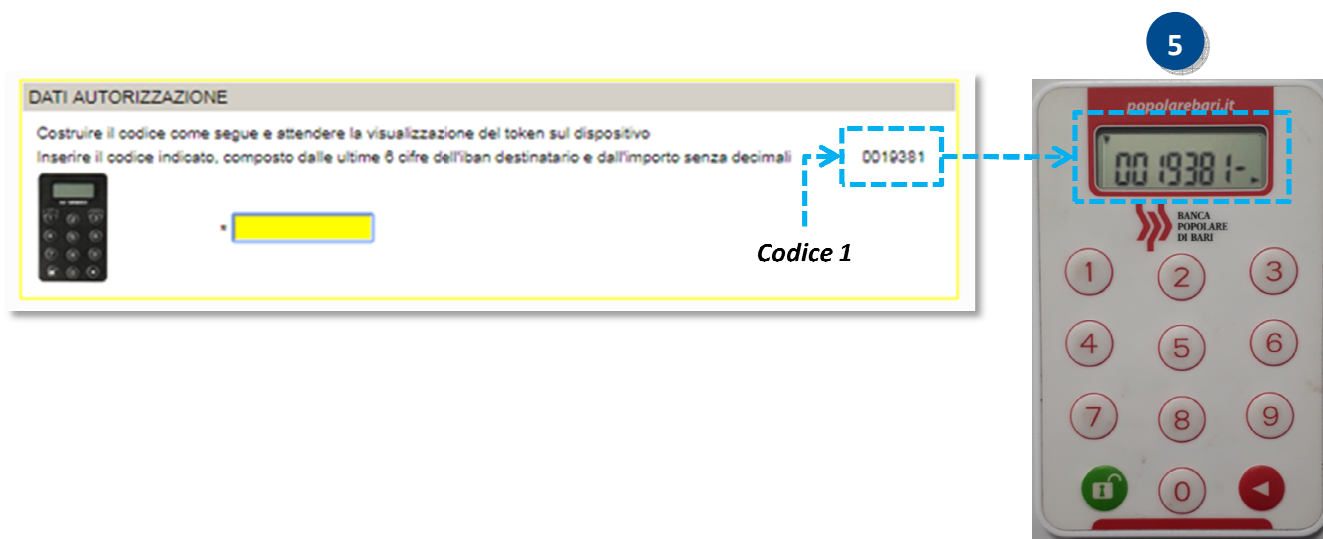 5
DATI AUTORIZZAZIONE
Costruire il codice come segue e attendere la visualizzazione del token sul dispositivo
Inserire il codice indicato, composto dalle ultime 6 cifre dell'iban destinatario e dall'importo senza decimali 0019381
*
Codice 1
popolarebari.it
0019381-
BANCA
POPOLARE
DI BARI
1 2 3
4 5 6
7 8 9
0